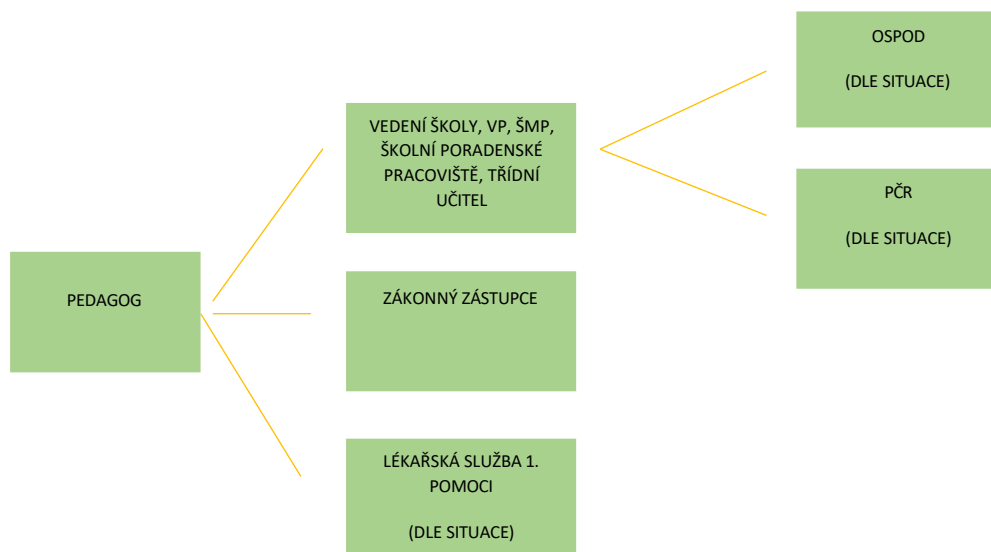 PEDAGOG
VEDENÍ ŠKOLY, VP, ŠMP,
ŠKOLNÍ PORADENSKÉ
PRACOVIŠTĚ, TŘÍDNÍ
UČITEL
ZÁKONNÝ ZÁSTUPCE
LÉKAŘSKÁ SLUŽBA 1.
POMOCI
(DLE SITUACE)
OSPOD
(DLE SITUACE)
PČR
(DLE SITUACE)